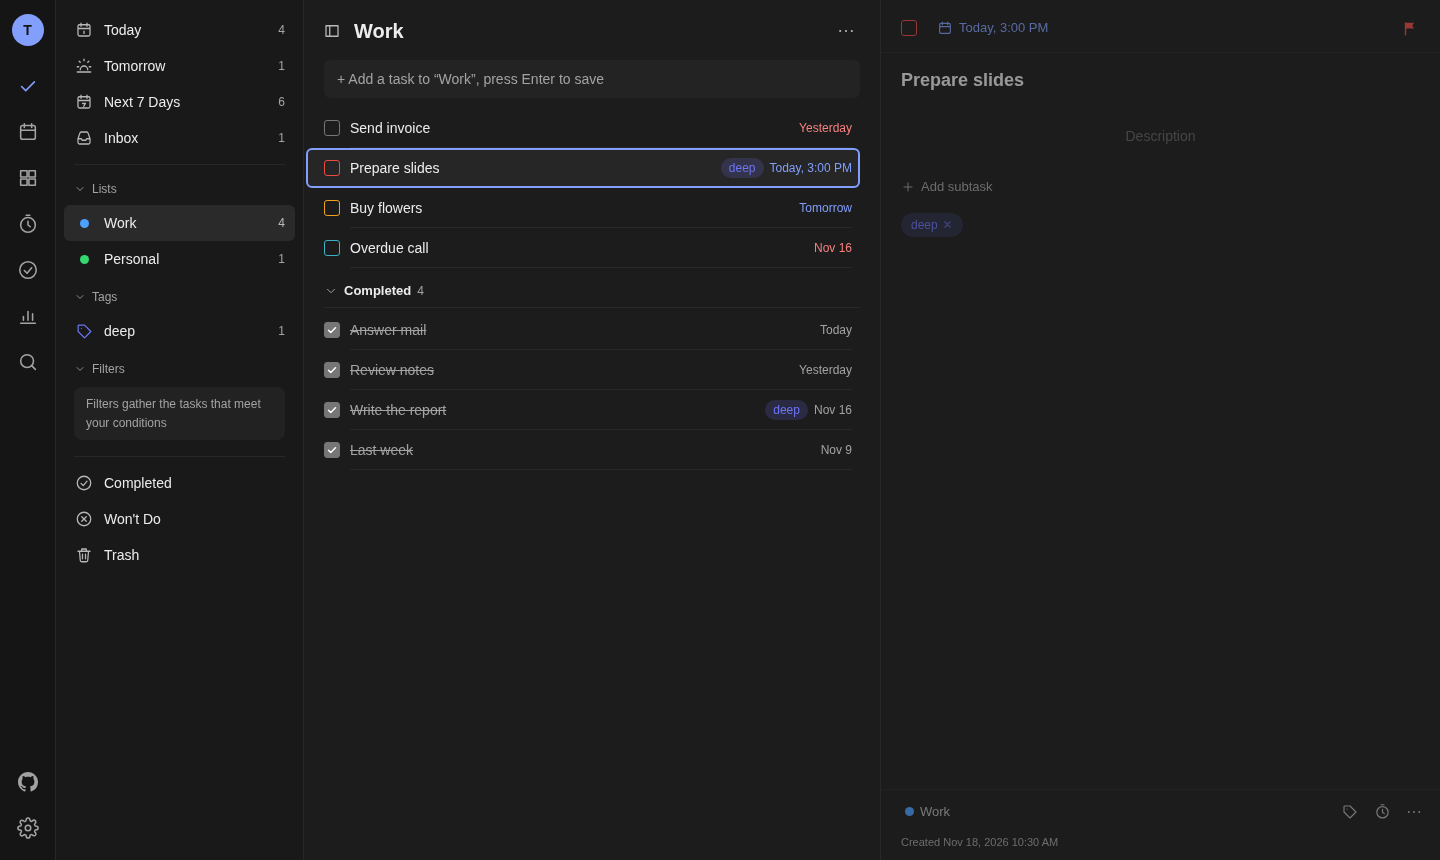 T
Today 4
Tomorrow 1
Next 7 Days 6
Inbox 1
Lists
Work 4
Personal 1
Tags
deep 1
Filters
Filters gather the tasks that meet
your conditions
Completed
Won't Do
Trash
Work
+ Add a task to “Work”, press Enter to save
Send invoice Yesterday
Prepare slides deep Today, 3:00 PM
Buy flowers Tomorrow
Overdue call Nov 16
Completed 4
Answer mail Today
Review notes Yesterday
Write the report deep Nov 16
Last week Nov 9
Today, 3:00 PM
Prepare slides
Description
Add subtask
deep
Work
Created Nov 18, 2026 10:30 AM